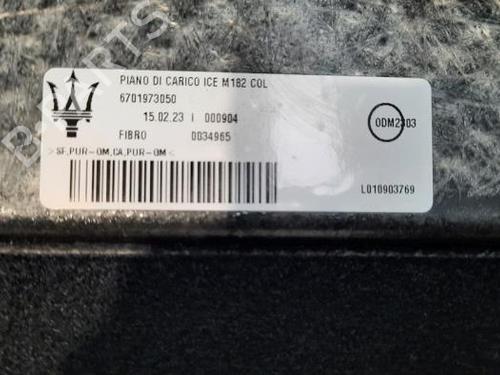 PIANO DI CARICO ICE M182 COL
6701973050
15.02.23 I 000904
FIBRO 0034965
>SF,PUR-OM,CA,PUR-OM<
ODM2303
L010903769
B-PARTS